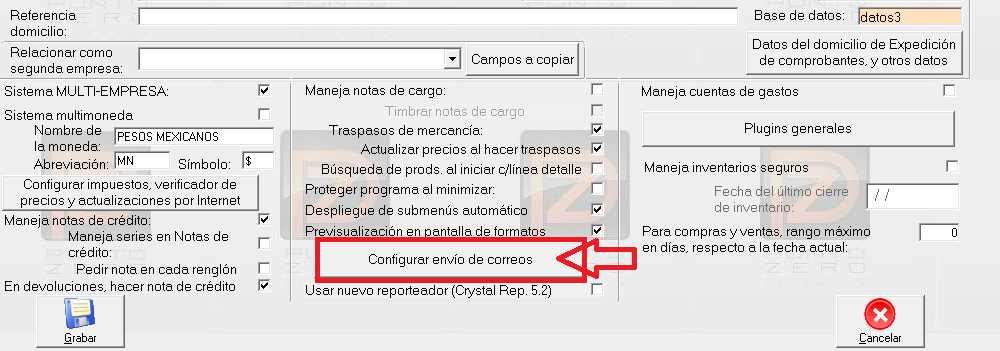 Referencia
domicilio:
Base de datos: datos3
Relacionar como
segunda empresa:
Campos a copiar
Datos del domicilio de Expedición
de comprobantes, y otros datos
Sistema MULTI-EMPRESA:
Sistema multimoneda
Nombre de
la moneda: PESOS MEXICANOS
Abreviación: MN Símbolo: $
Configurar impuestos, verificador de
precios y actualizaciones por Internet
Maneja notas de crédito:
Maneja series en Notas de
crédito:
Pedir nota en cada renglón
En devoluciones, hacer nota de crédito
Maneja notas de cargo:
Timbrar notas de cargo
Traspasos de mercancía:
Actualizar precios al hacer traspasos
Búsqueda de prods. al iniciar c/línea detalle
Proteger programa al minimizar:
Despliegue de submenús automático
Previsualización en pantalla de formatos
Configurar envío de correos
Usar nuevo reporteador (Crystal Rep. 5.2)
Maneja cuentas de gastos
Plugins generales
Maneja inventarios seguros
Fecha del último cierre
de inventario: / /
Para compras y ventas, rango máximo
en días, respecto a la fecha actual: 0
Grabar
Cancelar